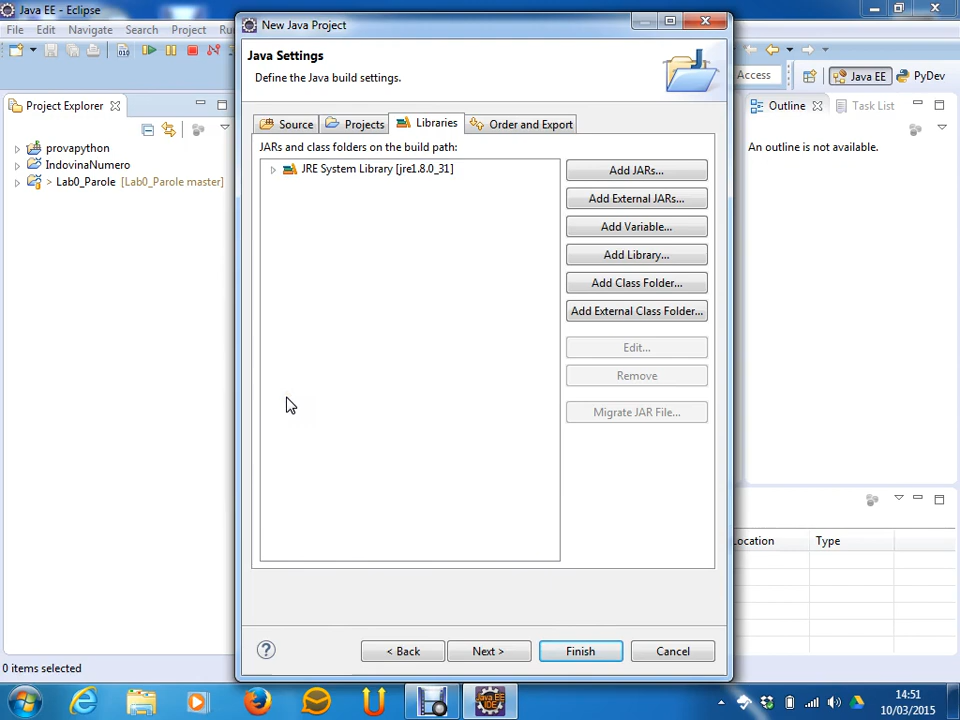 Java EE - Eclipse
File Edit Navigate Search Project Ru
New Java Project
Java Settings
Define the Java build settings.
Access
Java EE
PyDev
Project Explorer
Outline
Task List
An outline is not available.
provapython
IndovinaNumero
> Lab0_Parole [Lab0_Parole master]
Source Projects Libraries Order and Export
JARs and class folders on the build path:
JRE System Library [jre1.8.0_31]
Add JARs...
Add External JARs...
Add Variable...
Add Library...
Add Class Folder...
Add External Class Folder...
Edit...
Remove
Migrate JAR File...
Location Type
< Back Next > Finish Cancel
0 items selected
JAVA EE IDE
14:51
10/03/2015